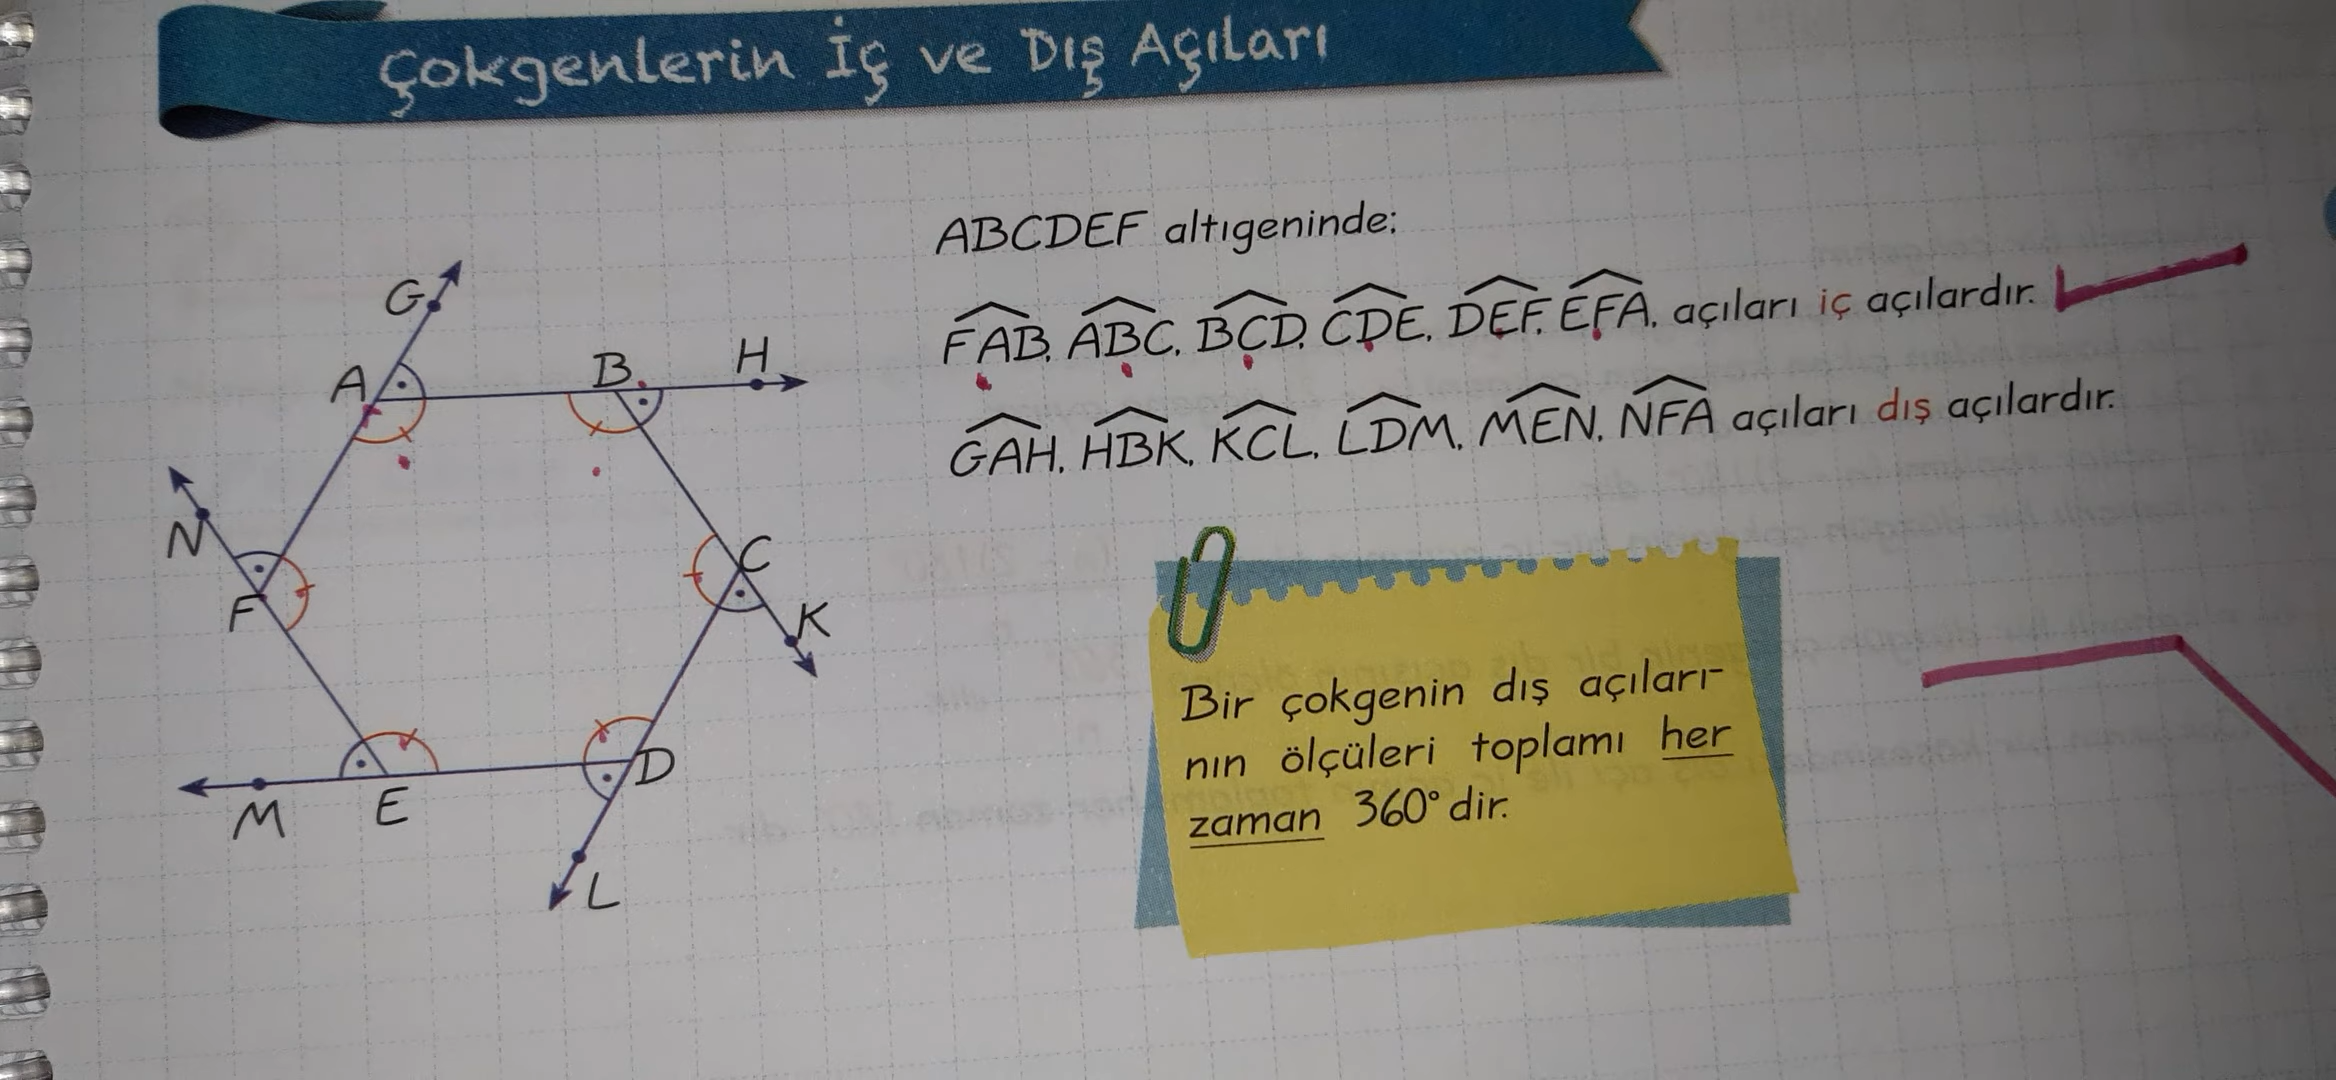 Çokgenlerin İç ve Dış Açıları
ABCDEF altıgeninde:
FAB, ABC, BCD, CDE, DEF, EFA, açıları iç açılardır.
GAH, HBK, KCL, LDM, MEN, NFA açıları dış açılardır.
G
A
B
H
N
F
C
K
M
E
D
L
Bir çokgenin dış açıları-
nın ölçüleri toplamı her
zaman 360° dir.